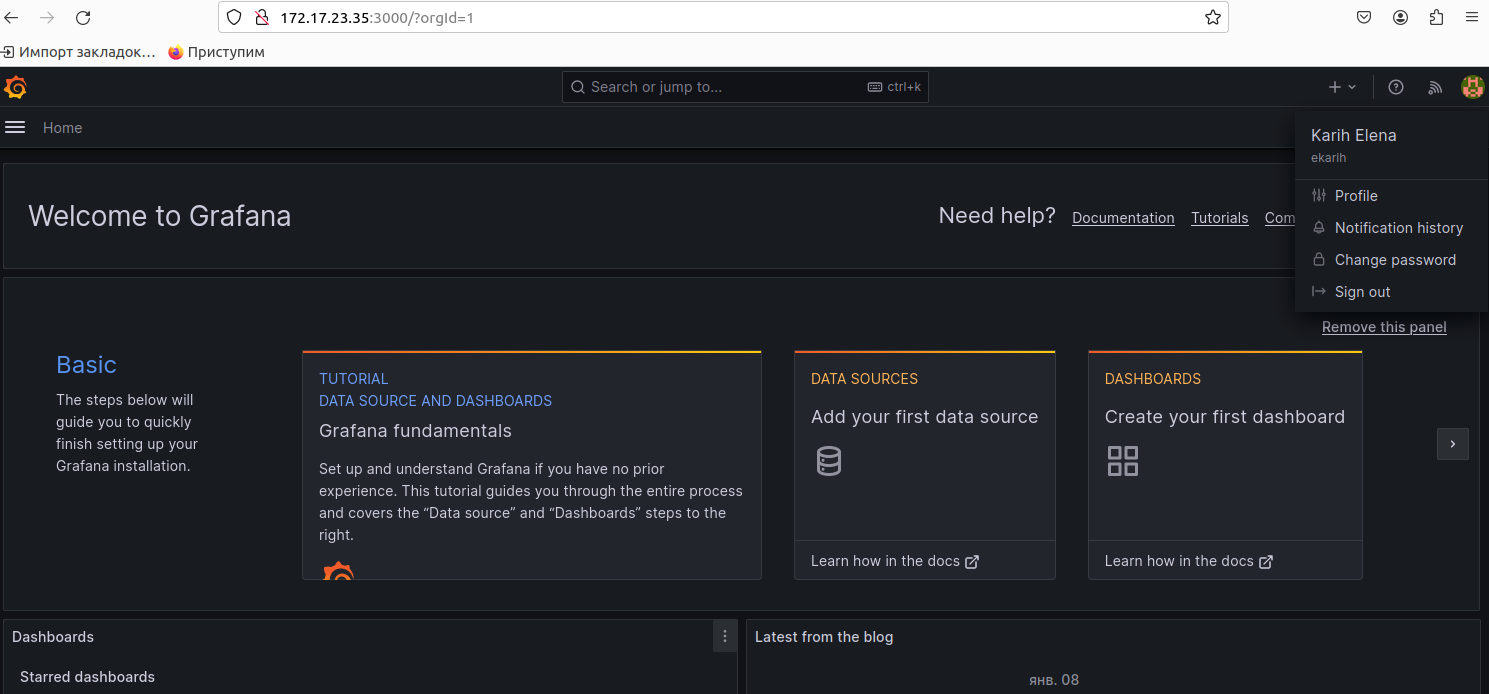 172.17.23.35:3000/?orgId=1
Импорт закладок…
Приступим
Search or jump to...
ctrl+k
Home
Karih Elena
ekarih
Profile
Notification history
Change password
Sign out
Welcome to Grafana
Need help?
Documentation
Tutorials
Com
Remove this panel
Basic
The steps below will
guide you to quickly
finish setting up your
Grafana installation.
TUTORIAL
DATA SOURCE AND DASHBOARDS
Grafana fundamentals
Set up and understand Grafana if you have no prior
experience. This tutorial guides you through the entire process
and covers the “Data source” and “Dashboards” steps to the
right.
DATA SOURCES
Add your first data source
Learn how in the docs
DASHBOARDS
Create your first dashboard
Learn how in the docs
Dashboards
Starred dashboards
Latest from the blog
янв. 08